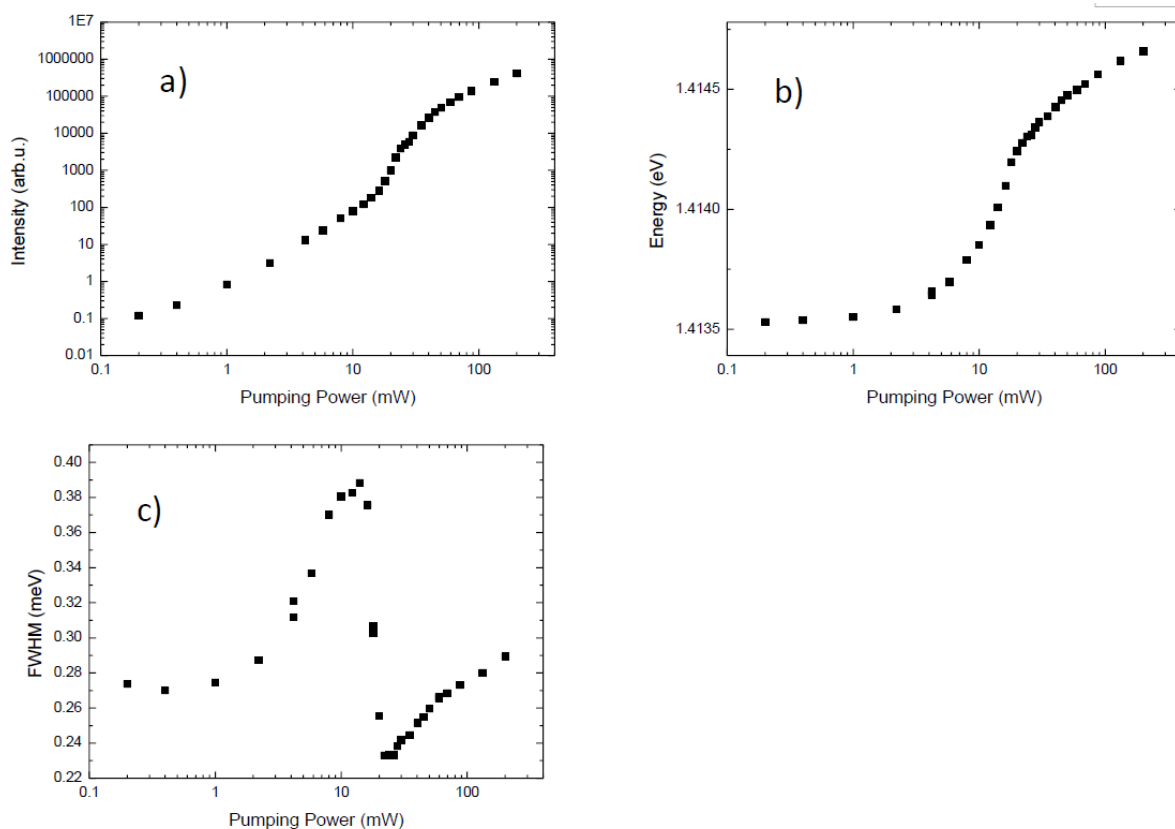 a)
Intensity (arb.u.)
1E7
1000000
100000
10000
1000
100
10
1
0.1
0.01
0.1 1 10 100
Pumping Power (mW)
b)
Energy (eV)
1.4145
1.4140
1.4135
0.1 1 10 100
Pumping Power (mW)
c)
FWHM (meV)
0.40
0.38
0.36
0.34
0.32
0.30
0.28
0.26
0.24
0.22
0.1 1 10 100
Pumping Power (mW)